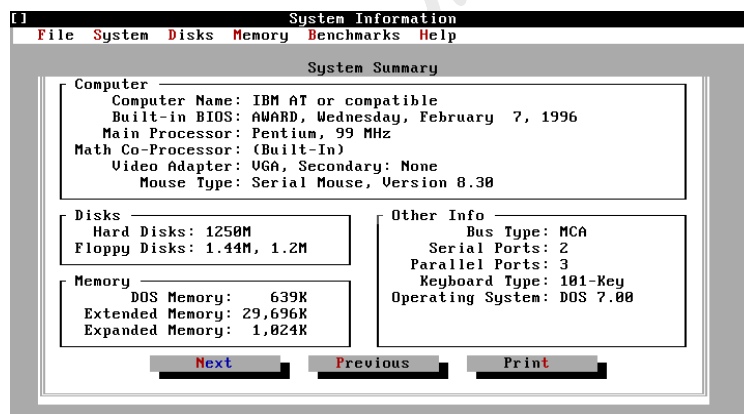 [] System Information
File System Disks Memory Benchmarks Help
System Summary
Computer
Computer Name: IBM AT or compatible
Built-in BIOS: AWARD, Wednesday, February 7, 1996
Main Processor: Pentium, 99 MHz
Math Co-Processor: (Built-In)
Video Adapter: VGA, Secondary: None
Mouse Type: Serial Mouse, Version 8.30
Disks
Hard Disks: 1250M
Floppy Disks: 1.44M, 1.2M
Memory
DOS Memory: 639K
Extended Memory: 29,696K
Expanded Memory: 1,024K
Other Info
Bus Type: MCA
Serial Ports: 2
Parallel Ports: 3
Keyboard Type: 101-Key
Operating System: DOS 7.00
Next Previous Print